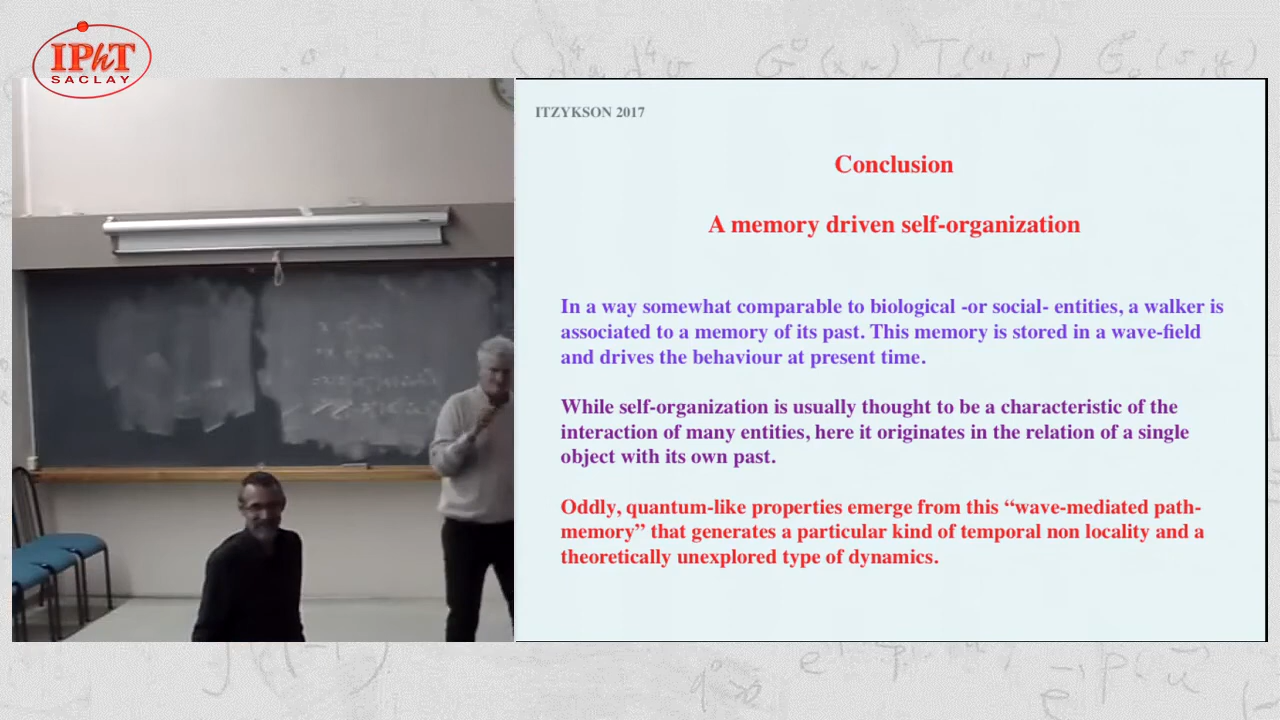 IPhT
SACLAY
ITZYKSON 2017
Conclusion
A memory driven self-organization
In a way somewhat comparable to biological -or social- entities, a walker is
associated to a memory of its past. This memory is stored in a wave-field
and drives the behaviour at present time.
While self-organization is usually thought to be a characteristic of the
interaction of many entities, here it originates in the relation of a single
object with its own past.
Oddly, quantum-like properties emerge from this “wave-mediated path-
memory” that generates a particular kind of temporal non locality and a
theoretically unexplored type of dynamics.